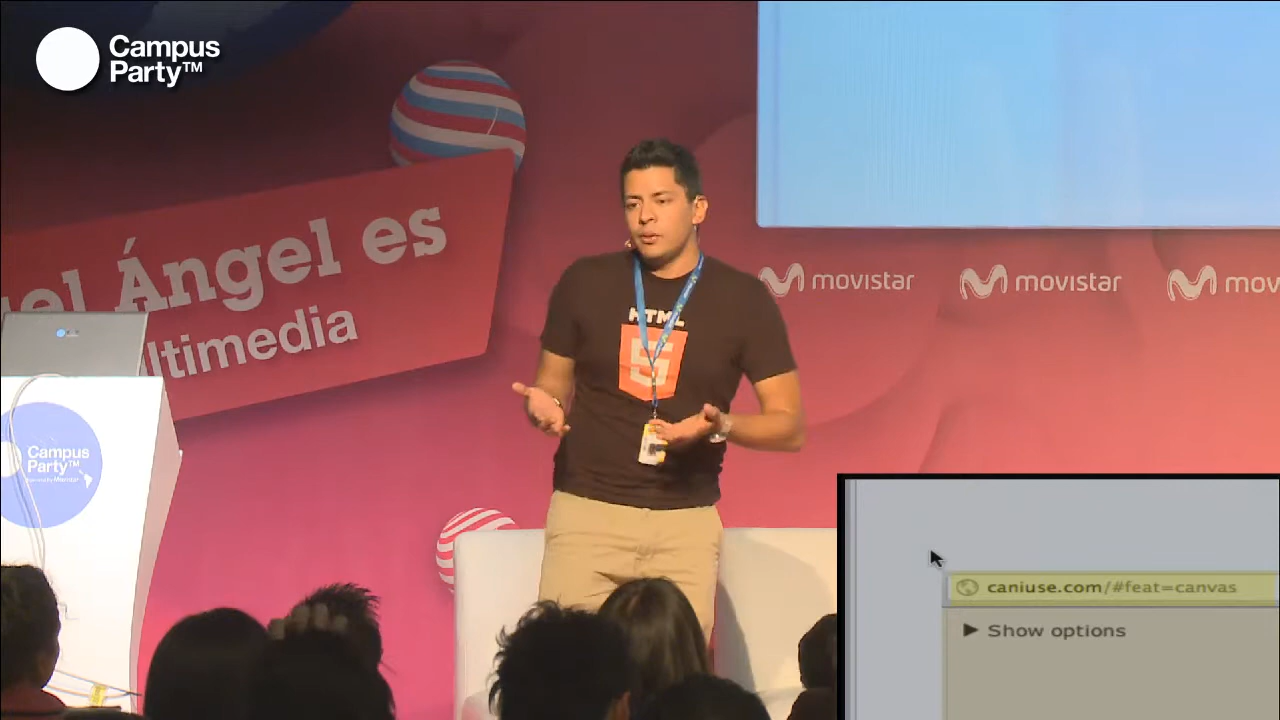 Campus
Party™
el Ángel es
ltimedia
movistar
movistar
mov
HTML
5
Campus
Party™
caniuse.com/#feat=canvas
Show options